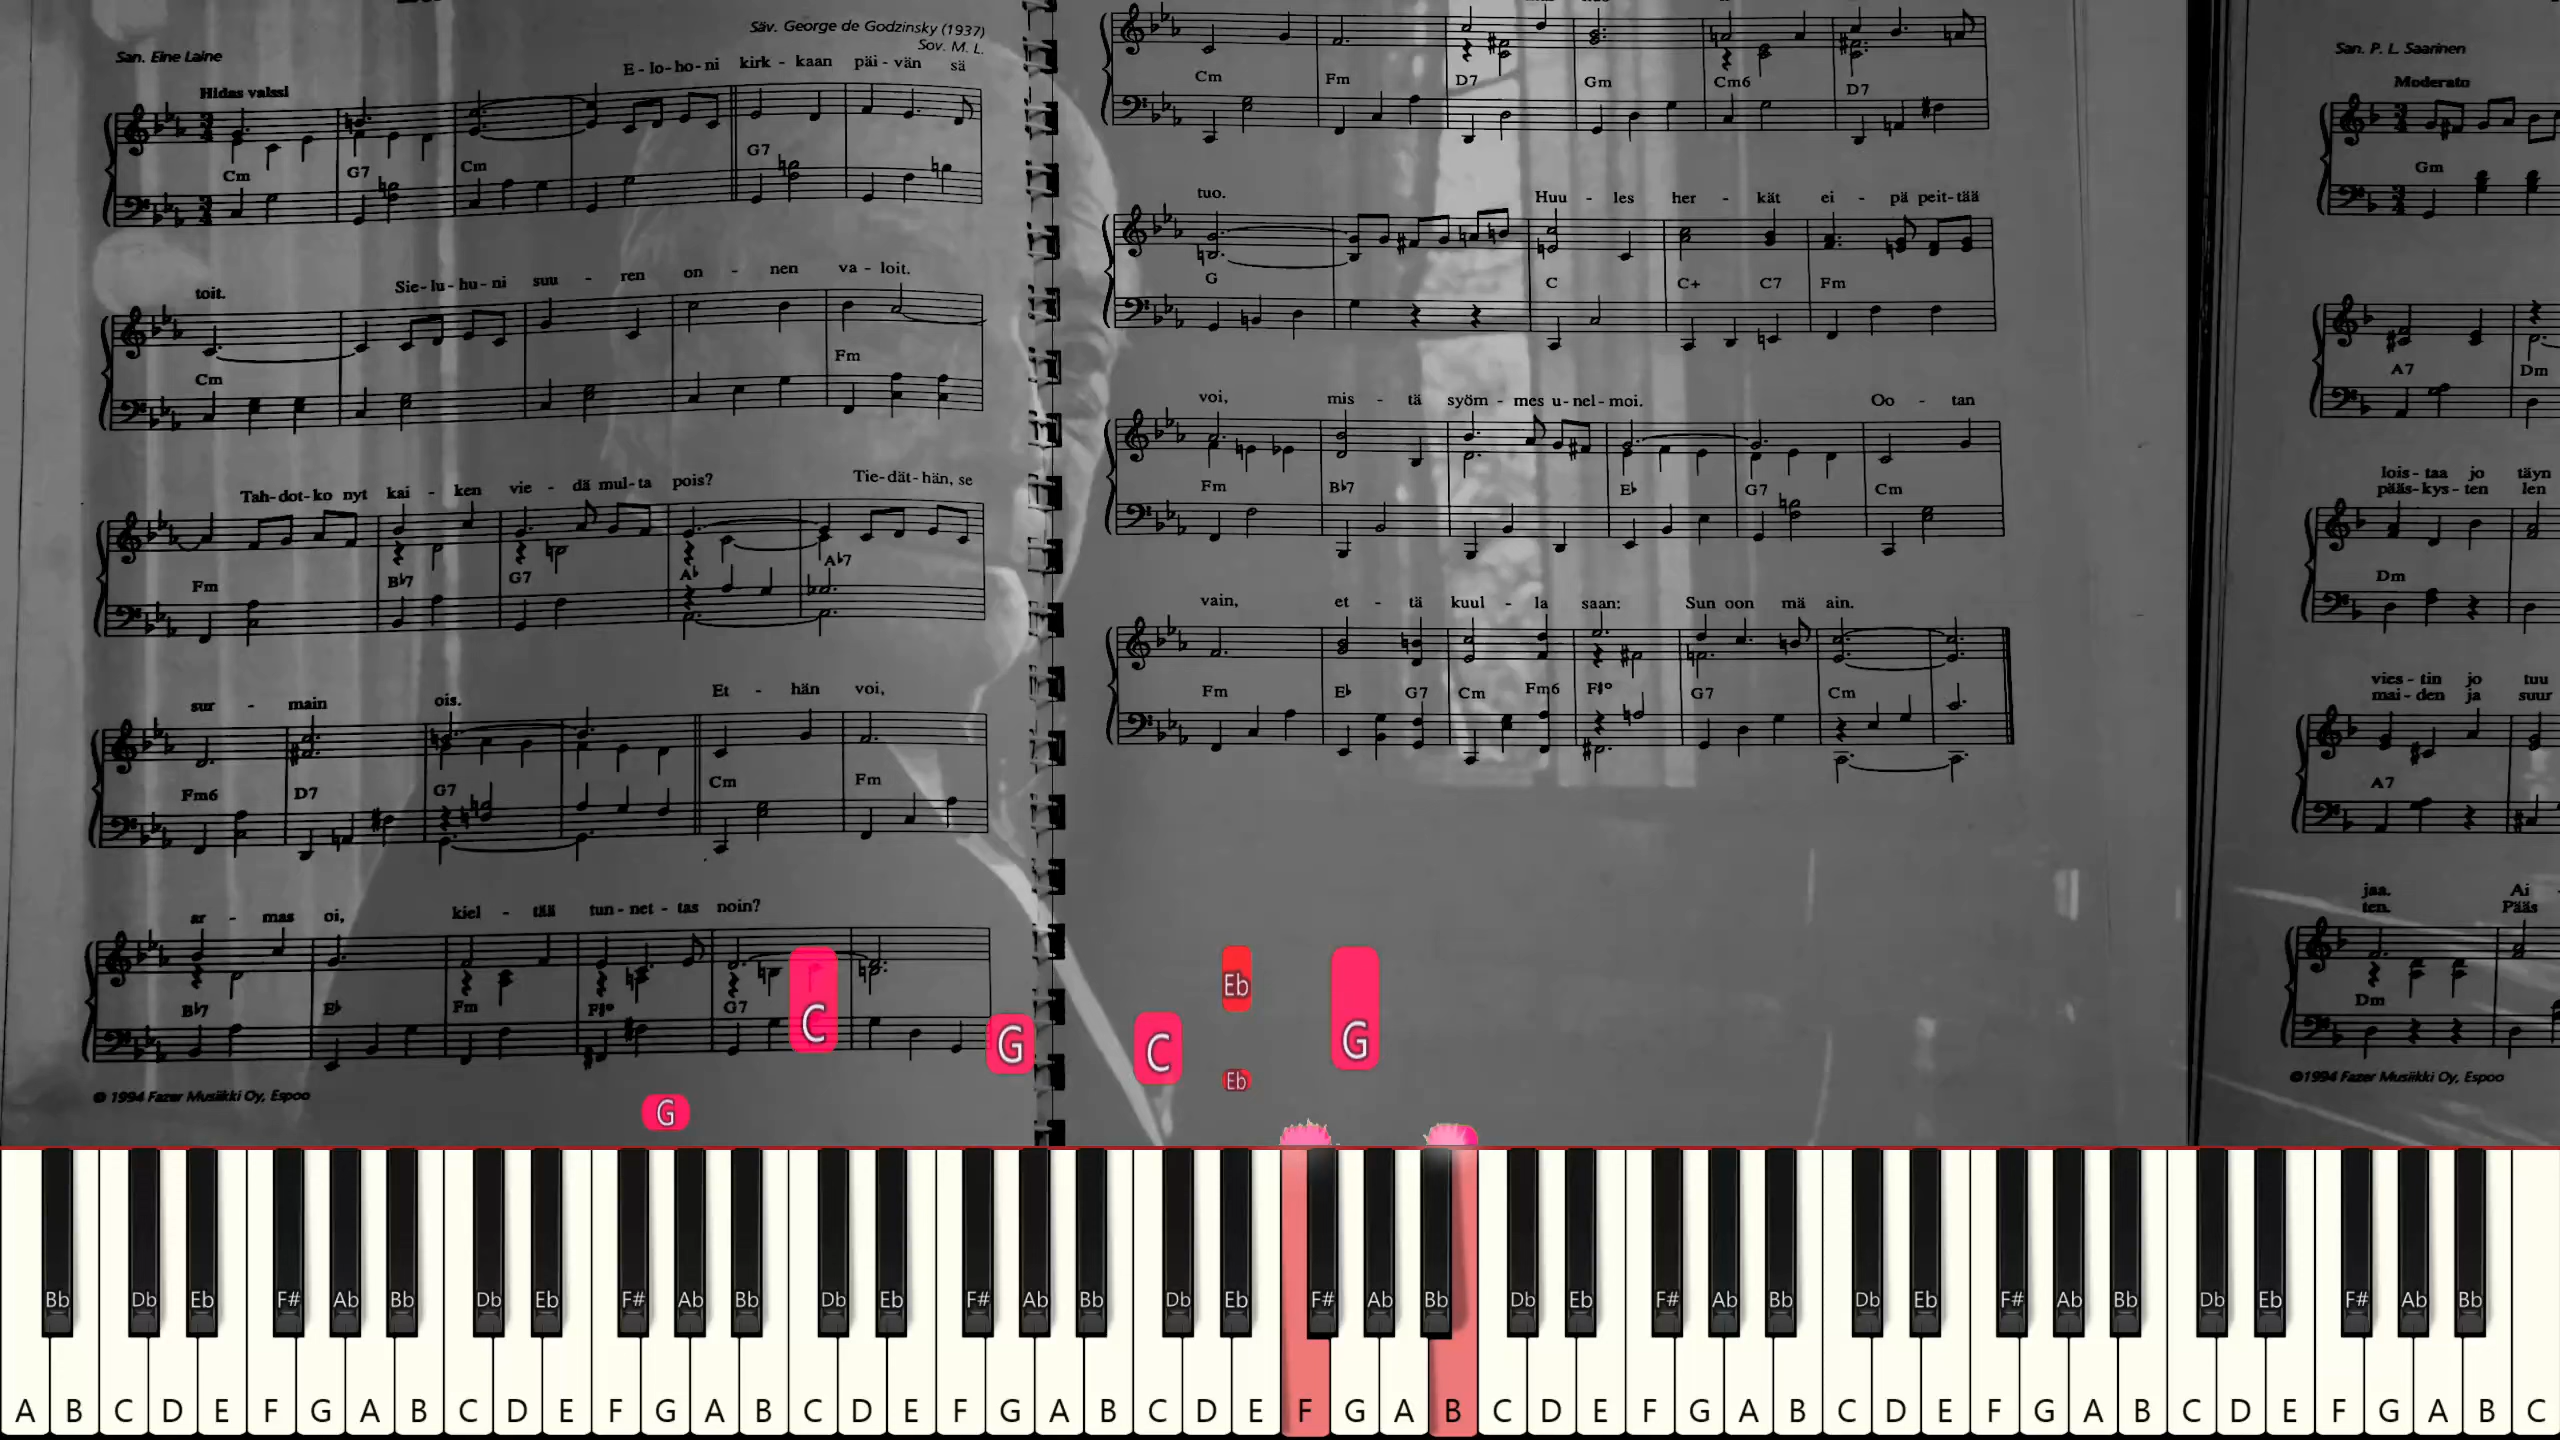 Säv. George de Godzinsky (1937)
Sov. M. L.
San. Eine Laine
Hidas valssi
E - lo - ho - ni kirk - kaan päi - vän sä
Cm G7 Cm G7
toit. Sie - lu - hu - ni suu - ren on - nen va - loit.
Cm Fm
Tah - dot - ko nyt kai - ken vie - dä mul - ta pois? Tie - dät - hän, se
Fm Bb7 G7 Ab Ab7
sur - main ois. Et - hän voi,
Fm6 D7 G7 Cm Fm
ar - mas oi, kiel - tää tun - net - tas noin?
Bb7 Eb Fm F#° G7
© 1994 Fazer Musiikki Oy, Espoo
Cm Fm D7 Gm Cm6 D7
tuo. Huu - les her - kät ei - pä peit - tää
G C C+ C7 Fm
voi, mis - tä syöm - mes u - nel - moi. Oo - tan
Fm Bb7 Eb G7 Cm
vain, et - tä kuul - la saan: Sun oon mä ain.
Fm Eb G7 Cm Fm6 F#° G7 Cm
San. P. L. Saarinen
Moderato
Gm
A7 Dm
lois - taa jo täyn
pääs - kys - ten len
Dm
vies - tin jo tuu
mai - den ja suur
A7
jaa. Ai
ten. Pääs
Dm
©1994 Fazer Musiikki Oy, Espoo
Eb
C G C G
Eb
G
Bb Db Eb F# Ab Bb Db Eb F# Ab Bb Db Eb F# Ab Bb Db Eb F# Ab Bb Db Eb F# Ab Bb Db Eb F# Ab Bb Db Eb F# Ab Bb
A B C D E F G A B C D E F G A B C D E F G A B C D E F G A B C D E F G A B C D E F G A B C D E F G A B C